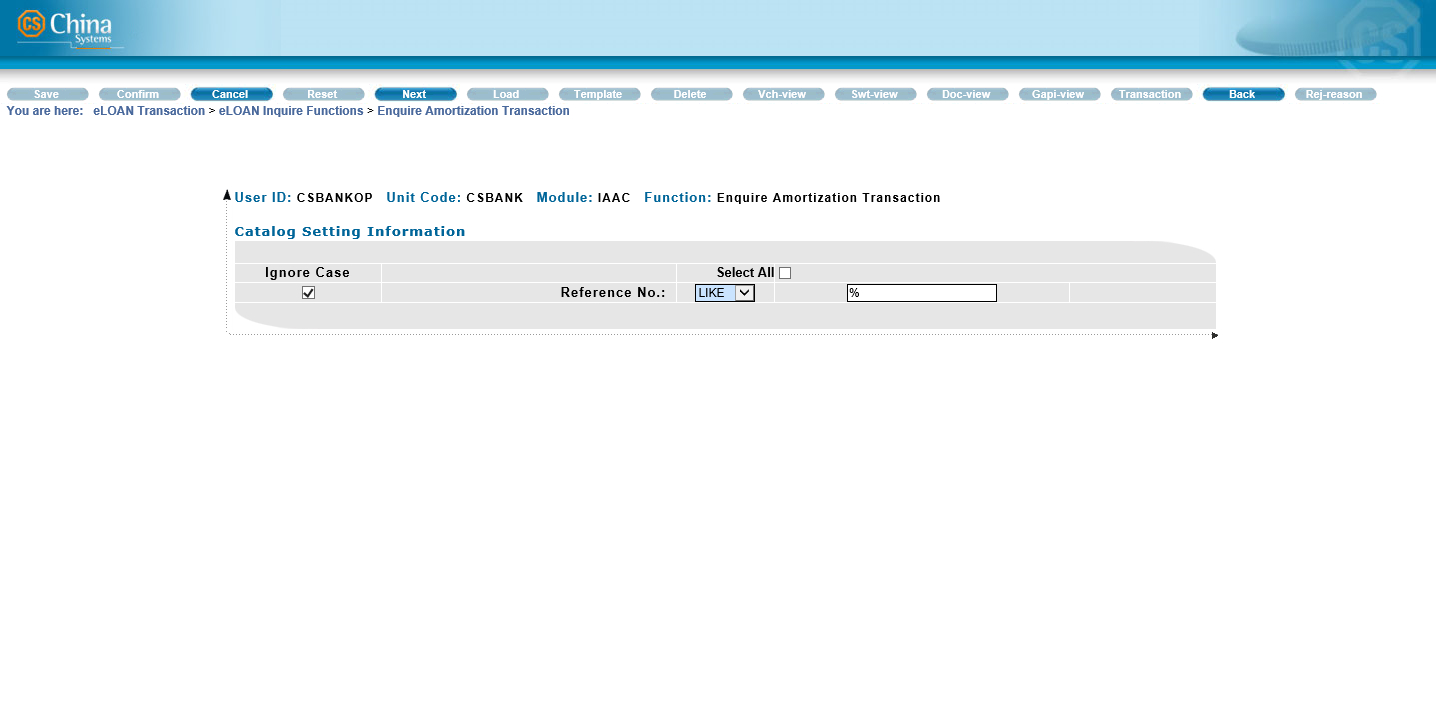 CS China
Systems
Save Confirm Cancel Reset Next Load Template Delete Vch-view Swt-view Doc-view Gapi-view Transaction Back Rej-reason
You are here: eLOAN Transaction > eLOAN Inquire Functions > Enquire Amortization Transaction
User ID: CSBANKOP Unit Code: CSBANK Module: IAAC Function: Enquire Amortization Transaction
Catalog Setting Information
Ignore Case Select All
Reference No.: LIKE %